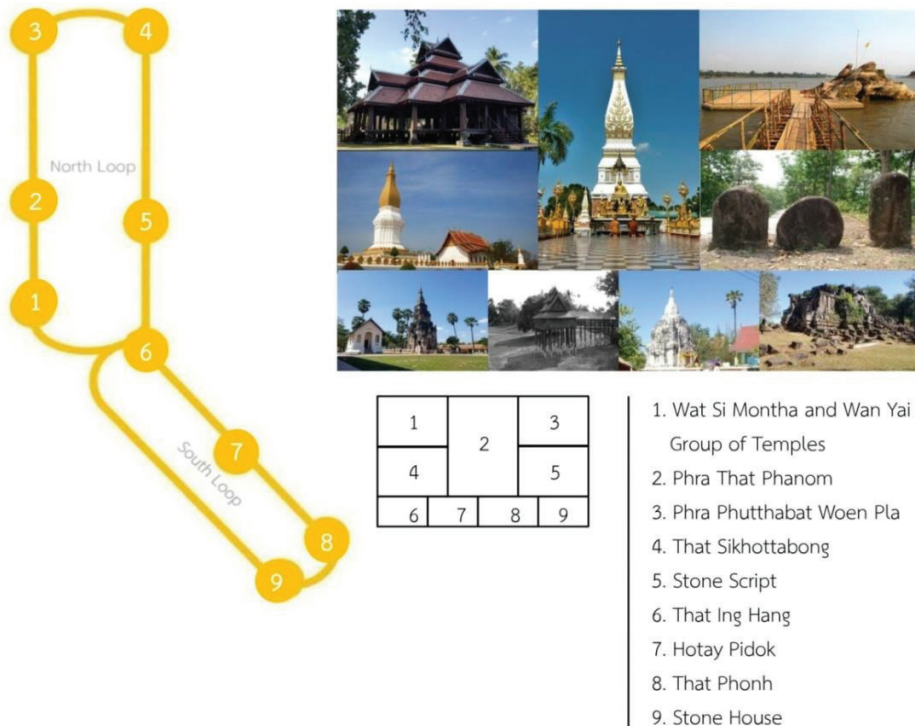 3 4
North Loop
2
5
1
6
7
South Loop
8
9
1 2 3
4 5
6 7 8 9
1. Wat Si Montha and Wan Yai
Group of Temples
2. Phra That Phanom
3. Phra Phutthabat Woen Pla
4. That Sikhottabong
5. Stone Script
6. That Ing Hang
7. Hotay Pidok
8. That Phonh
9. Stone House